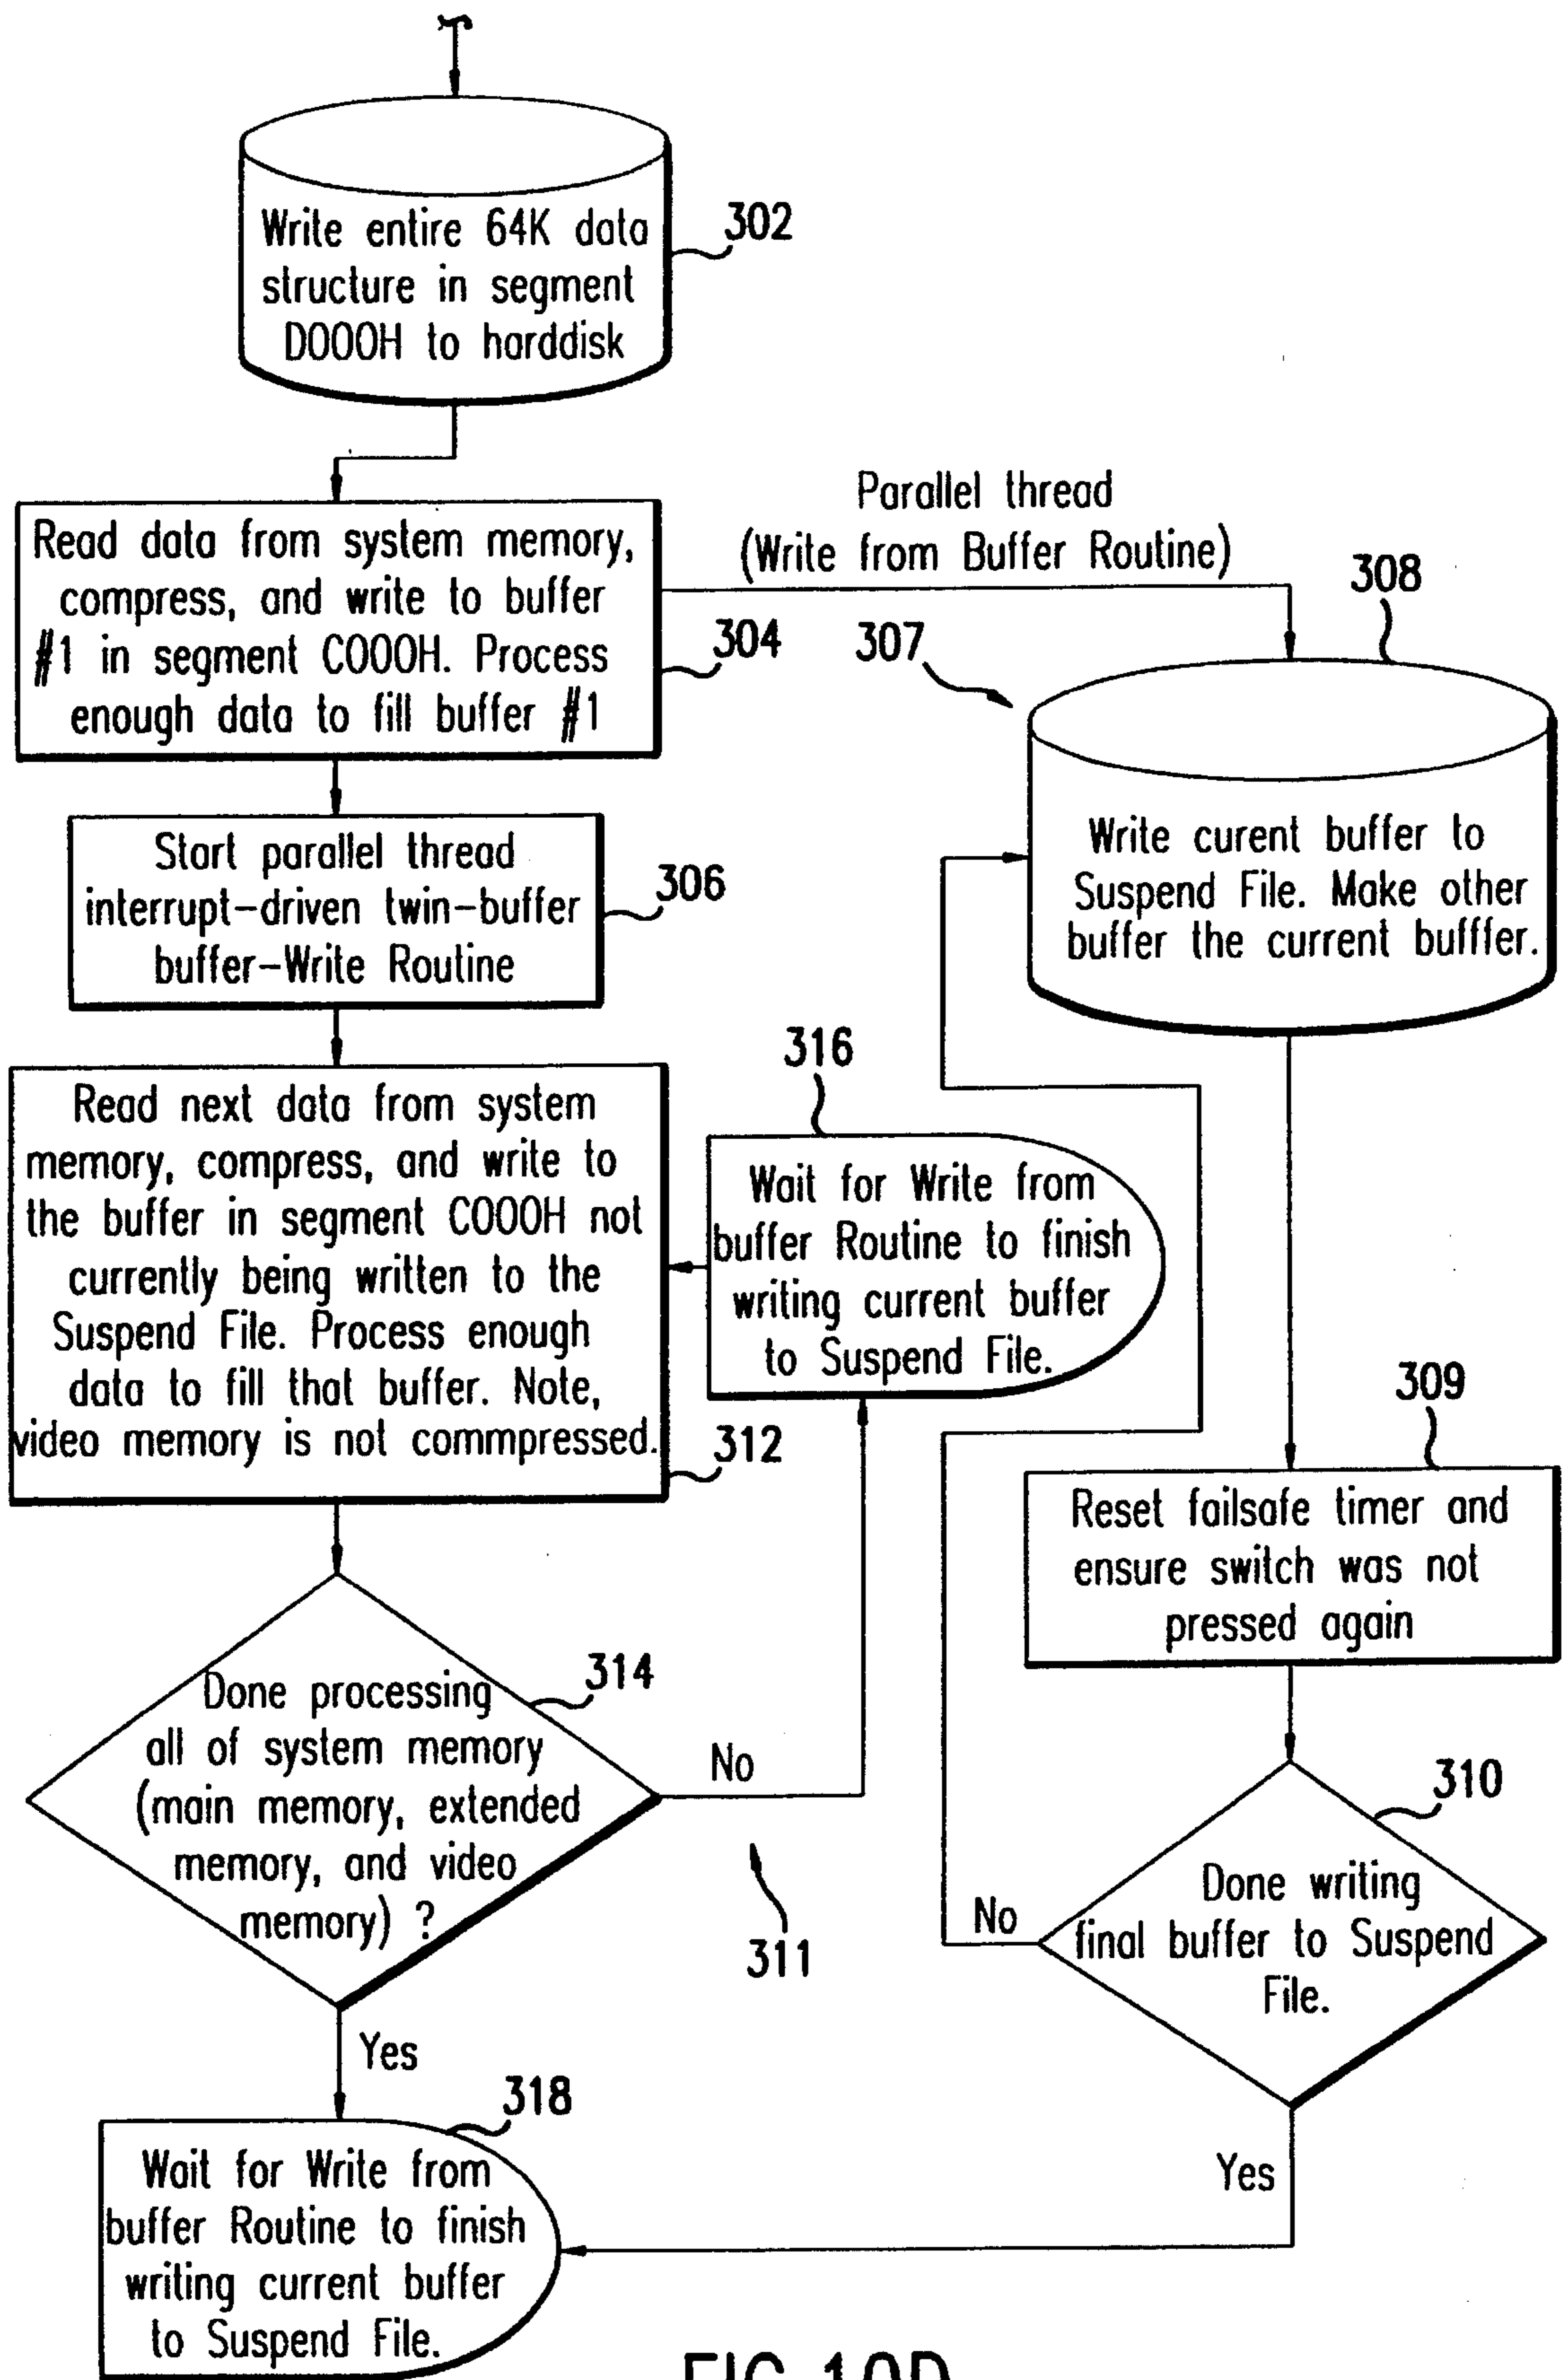 Write entire 64K data
structure in segment
D000H to harddisk
302
Read data from system memory,
compress, and write to buffer
#1 in segment C000H. Process
enough data to fill buffer #1
304
Parallel thread
(Write from Buffer Routine)
307
308
Write curent buffer to
Suspend File. Make other
buffer the current bufffer.
Start parallel thread
interrupt-driven twin-buffer
buffer-Write Routine
306
Read next data from system
memory, compress, and write to
the buffer in segment C000H not
currently being written to the
Suspend File. Process enough
data to fill that buffer. Note,
video memory is not commpressed.
312
316
Wait for Write from
buffer Routine to finish
writing current buffer
to Suspend File.
309
Reset failsafe timer and
ensure switch was not
pressed again
Done processing
all of system memory
(main memory, extended
memory, and video
memory) ?
314
No
311
310
Done writing
final buffer to Suspend
File.
No
Yes
Yes
318
Wait for Write from
buffer Routine to finish
writing current buffer
to Suspend File.